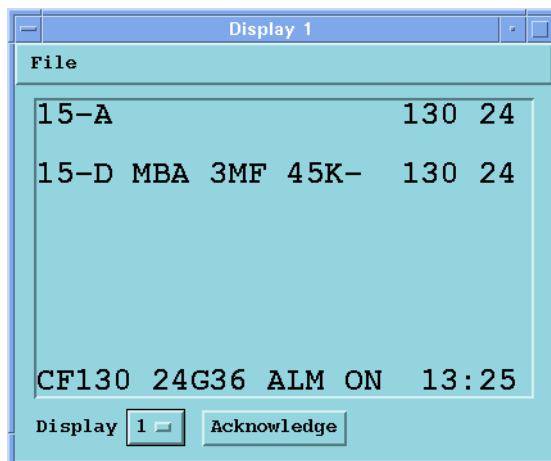 Display 1
File
15-A 130 24
15-D MBA 3MF 45K- 130 24
CF130 24G36 ALM ON 13:25
Display 1 Acknowledge